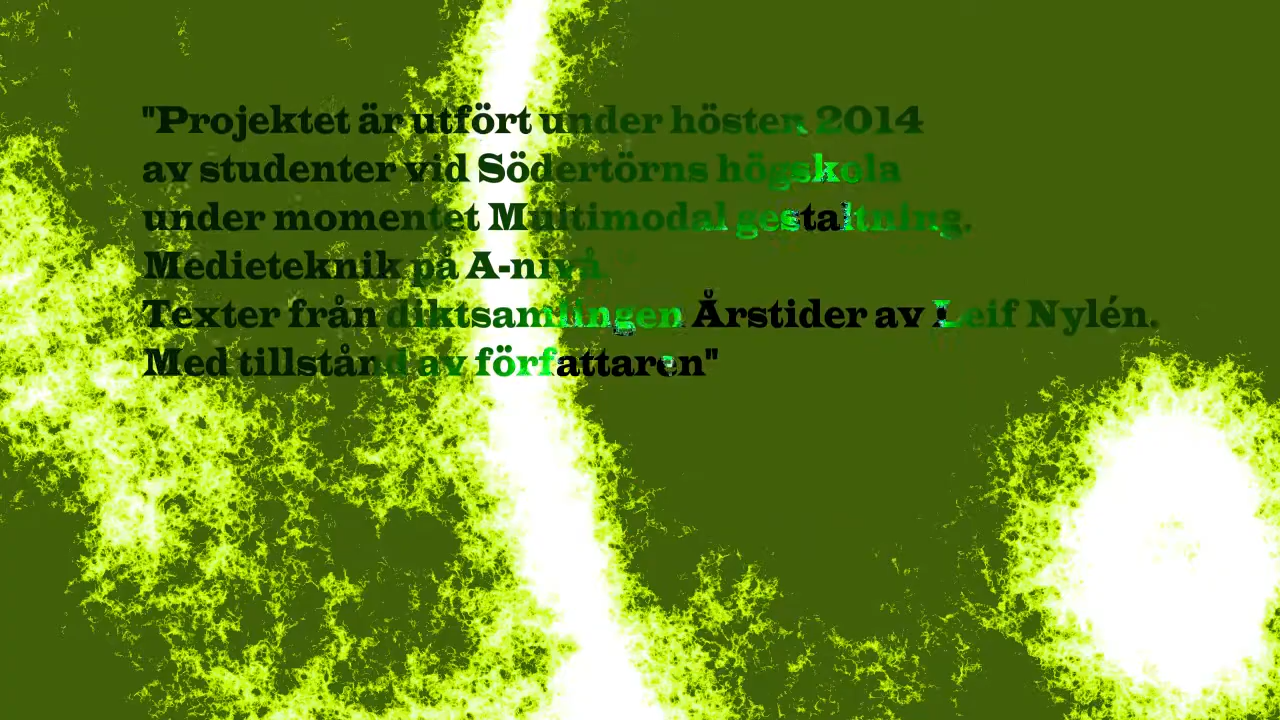 "Projektet är utfört under hösten 2014
av studenter vid Södertörns högskola
under momentet Multimodal gestaltning.
Medieteknik på A-nivå
Texter från diktsamlingen Årstider av Leif Nylén.
Med tillstånd av författaren"